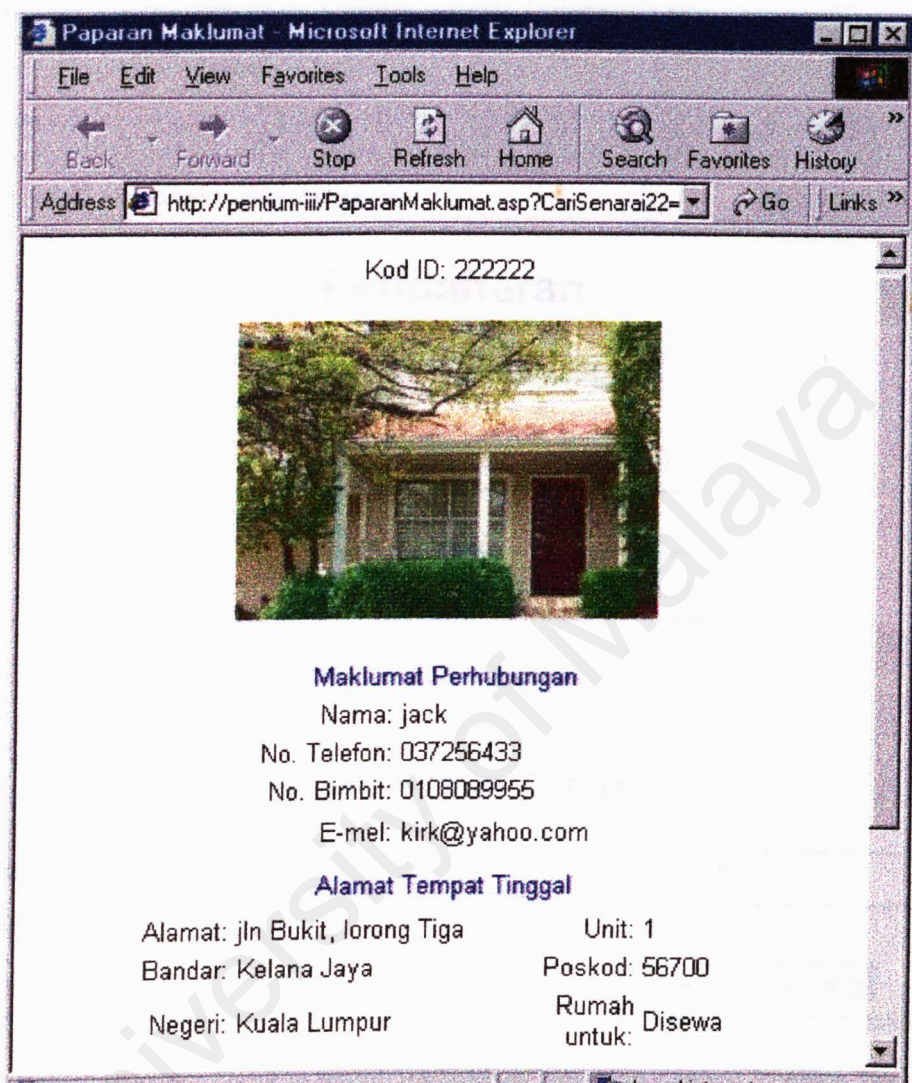 Paparan Maklumat - Microsoft Internet Explorer
File Edit View Favorites Tools Help
Back Forward Stop Refresh Home Search Favorites History »
Address http://pentium-iii/PaparanMaklumat.asp?CariSenarai22= Go Links »
Kod ID: 222222
Maklumat Perhubungan
Nama: jack
No. Telefon: 037256433
No. Bimbit: 0108089955
E-mel: kirk@yahoo.com
Alamat Tempat Tinggal
Alamat: jln Bukit, lorong Tiga Unit: 1
Bandar: Kelana Jaya Poskod: 56700
Negeri: Kuala Lumpur Rumah untuk: Disewa
University of Malaya